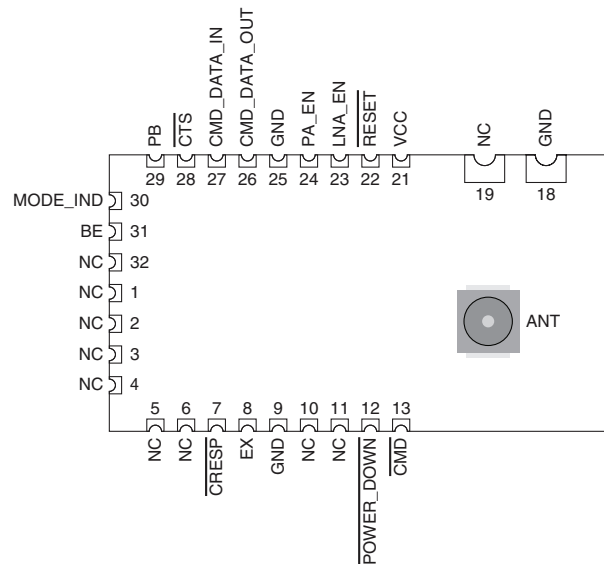 PB
CTS
CMD_DATA_IN
CMD_DATA_OUT
GND
PA_EN
LNA_EN
RESET
VCC
NC
GND
29 28 27 26 25 24 23 22 21 19 18
MODE_IND 30
BE 31
NC 32
NC 1
NC 2
NC 3
NC 4
ANT
5 6 7 8 9 10 11 12 13
NC
NC
CRESP
EX
GND
NC
NC
POWER_DOWN
CMD